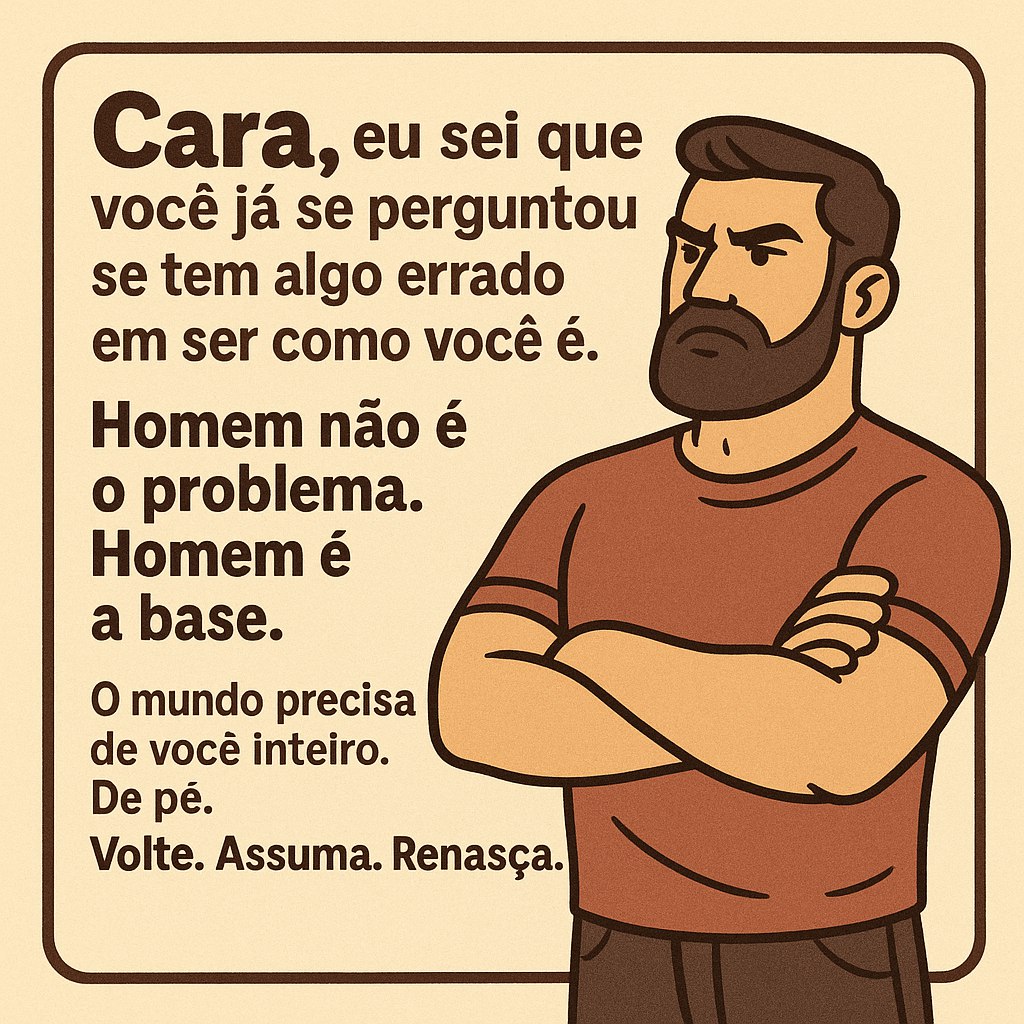 Cara, eu sei que
você já se perguntou
se tem algo errado
em ser como você é.
Homem não é
o problema.
Homem é
a base.
O mundo precisa
de você inteiro.
De pé.
Volte. Assuma. Renasça.